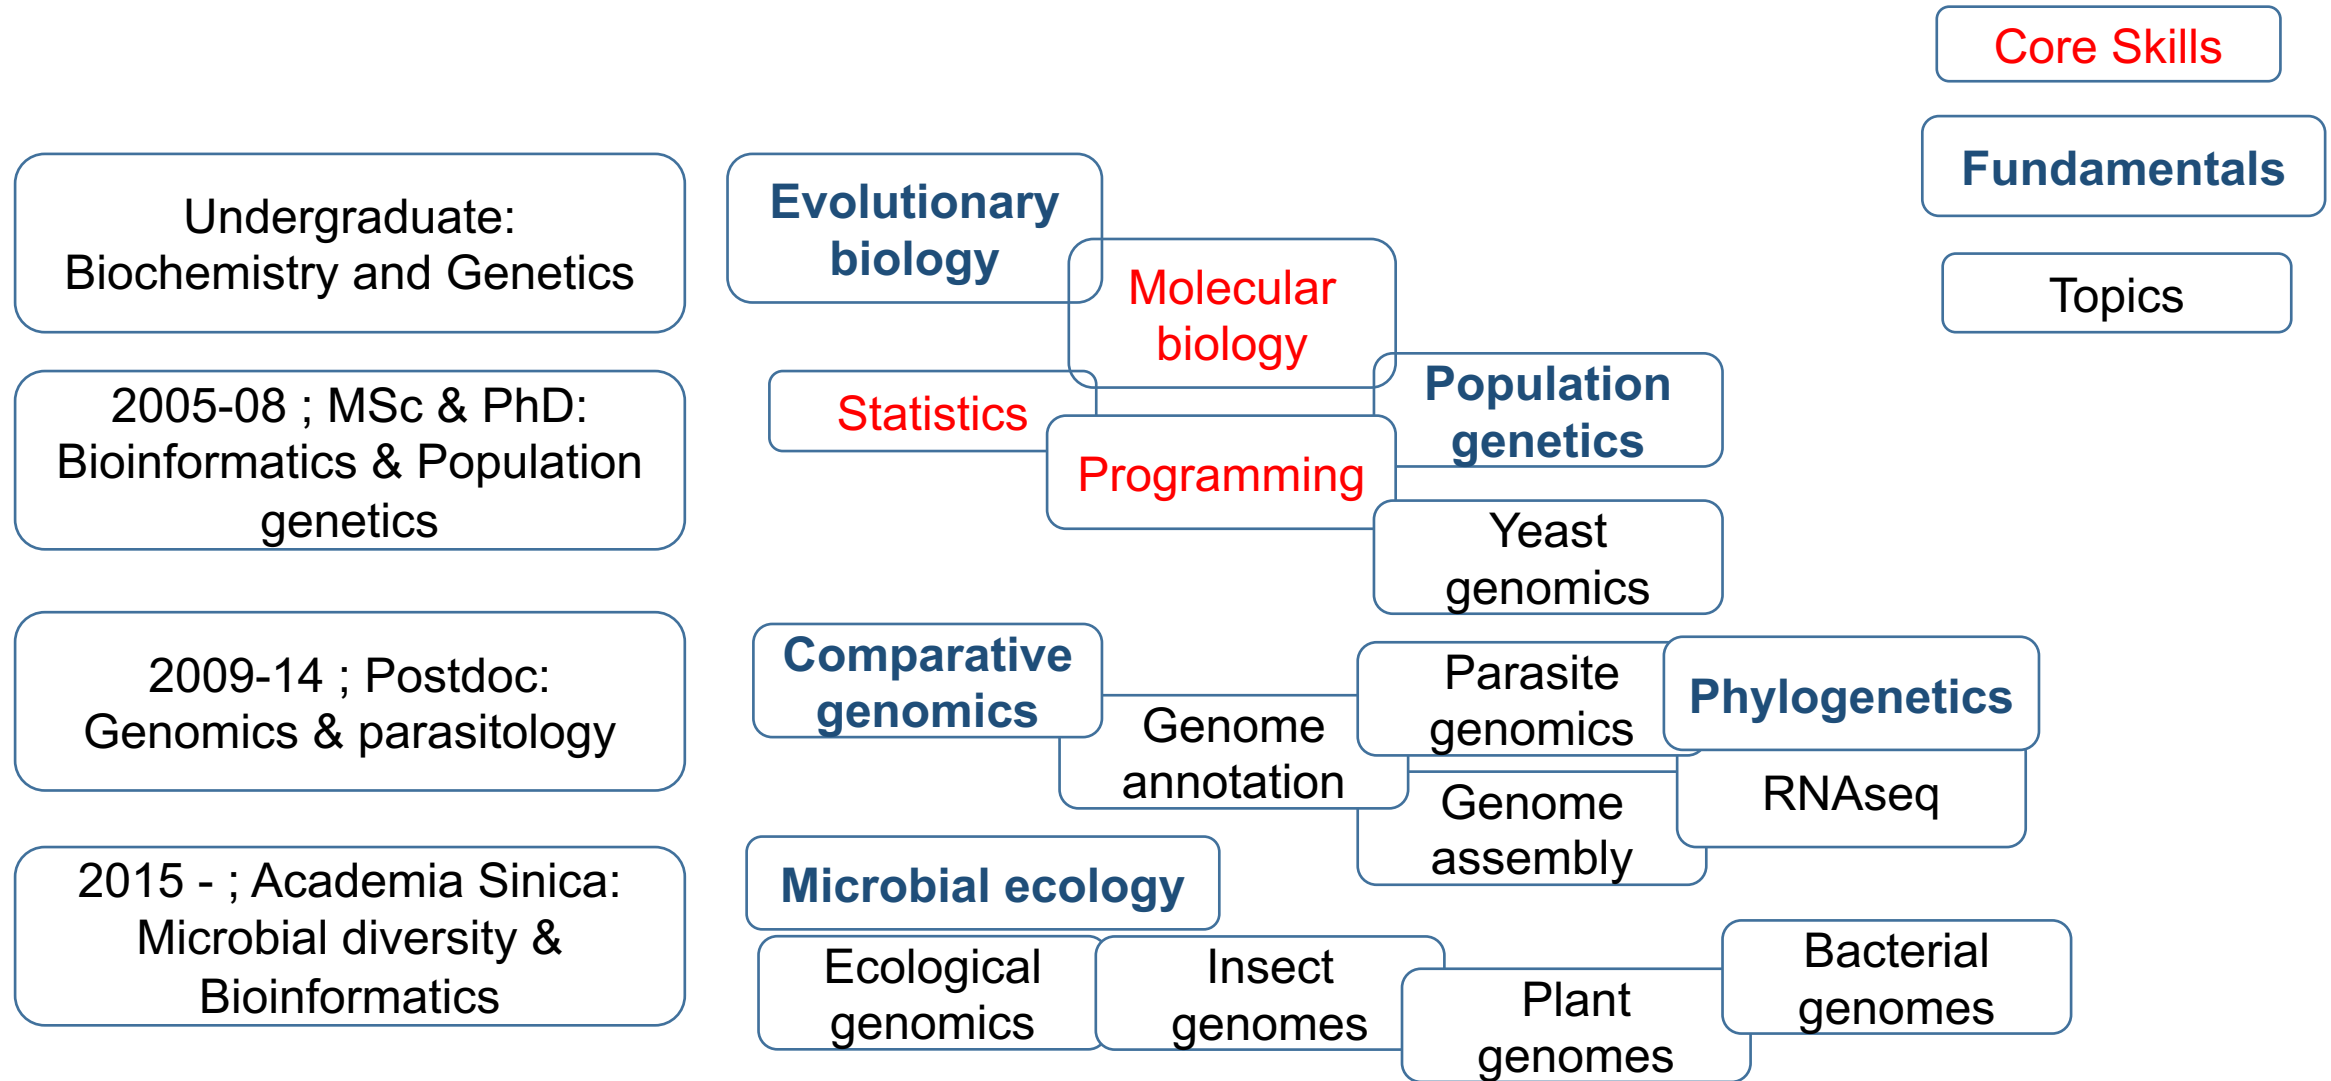 Core Skills
Fundamentals
Topics
Undergraduate:
Biochemistry and Genetics
Evolutionary
biology
Molecular
biology
2005-08 ; MSc & PhD:
Bioinformatics & Population
genetics
Statistics
Programming
Population
genetics
Yeast
genomics
2009-14 ; Postdoc:
Genomics & parasitology
Comparative
genomics
Genome
annotation
Parasite
genomics
Phylogenetics
Genome
assembly
RNAseq
2015 - ; Academia Sinica:
Microbial diversity &
Bioinformatics
Microbial ecology
Ecological
genomics
Insect
genomes
Plant
genomes
Bacterial
genomes